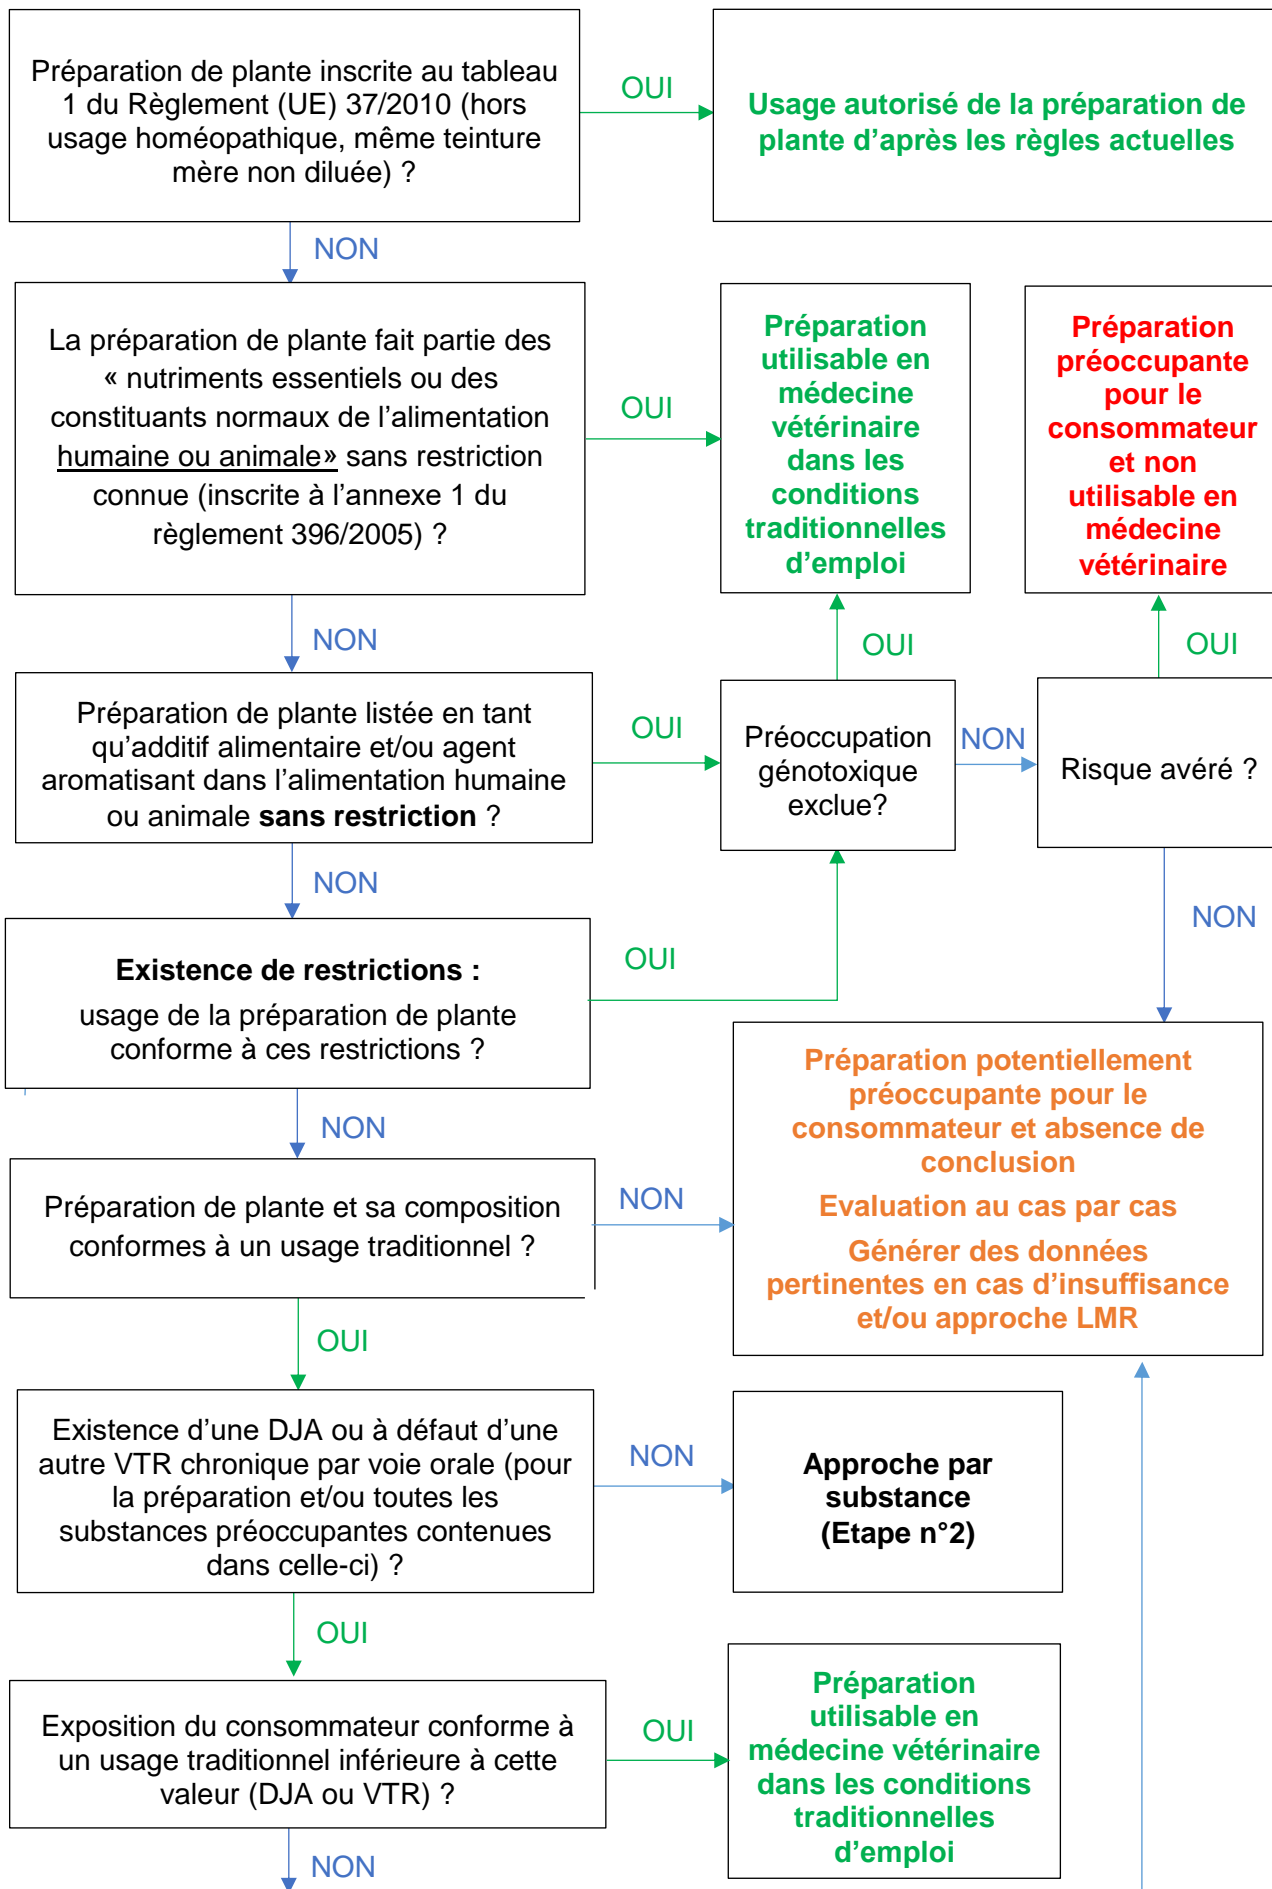 Préparation de plante inscrite au tableau
1 du Règlement (UE) 37/2010 (hors
usage homéopathique, même teinture
mère non diluée) ?
OUI
Usage autorisé de la préparation de
plante d’après les règles actuelles
NON
La préparation de plante fait partie des
« nutriments essentiels ou des
constituants normaux de l’alimentation
humaine ou animale» sans restriction
connue (inscrite à l’annexe 1 du
règlement 396/2005) ?
OUI
Préparation
utilisable en
médecine
vétérinaire
dans les
conditions
traditionnelles
d’emploi
Préparation
préoccupante
pour le
consommateur
et non
utilisable en
médecine
vétérinaire
NON
OUI
OUI
Préparation de plante listée en tant
qu’additif alimentaire et/ou agent
aromatisant dans l’alimentation humaine
ou animale sans restriction ?
OUI
Préoccupation
génotoxique
exclue?
NON
Risque avéré ?
NON
NON
Existence de restrictions :
usage de la préparation de plante
conforme à ces restrictions ?
OUI
NON
Préparation potentiellement
préoccupante pour le
consommateur et absence de
conclusion
Evaluation au cas par cas
Générer des données
pertinentes en cas d’insuffisance
et/ou approche LMR
Préparation de plante et sa composition
conformes à un usage traditionnel ?
NON
OUI
Existence d’une DJA ou à défaut d’une
autre VTR chronique par voie orale (pour
la préparation et/ou toutes les
substances préoccupantes contenues
dans celle-ci) ?
NON
Approche par
substance
(Etape n°2)
OUI
Exposition du consommateur conforme à
un usage traditionnel inférieure à cette
valeur (DJA ou VTR) ?
OUI
Préparation
utilisable en
médecine vétérinaire
dans les conditions
traditionnelles
d’emploi
NON